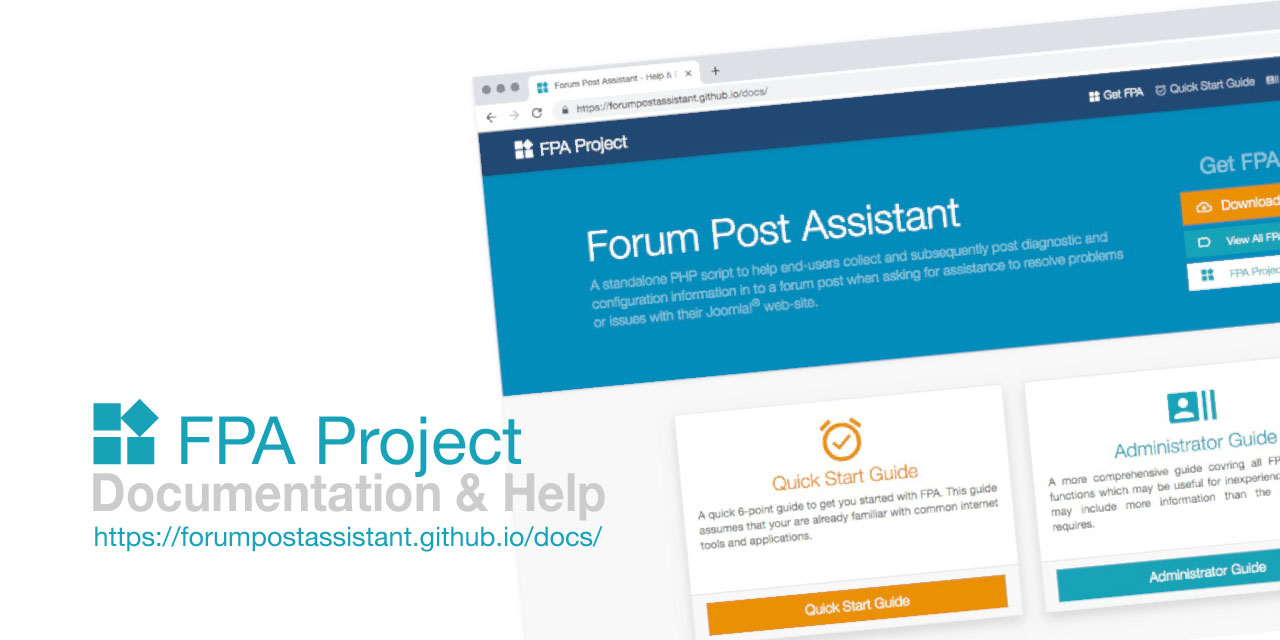 Forum Post Assistant - Help &
https://forumpostassistant.github.io/docs/
FPA Project
Get FPA
Quick Start Guide
Forum Post Assistant
A standalone PHP script to help end-users collect and subsequently post diagnostic and
configuration information in to a forum post when asking for assistance to resolve problems
or issues with their Joomla!® web-site.
Get FPA
Download
View All
FPA
Quick Start Guide
A quick 6-point guide to get you started with FPA. This guide
assumes that your are already familiar with common internet
tools and applications.
Quick Start Guide
Administrator Guide
A more comprehensive guide covring all
functions which may be useful for
may include more information than the
requires.
Administrator Guide
FPA Project
Documentation & Help
https://forumpostassistant.github.io/docs/